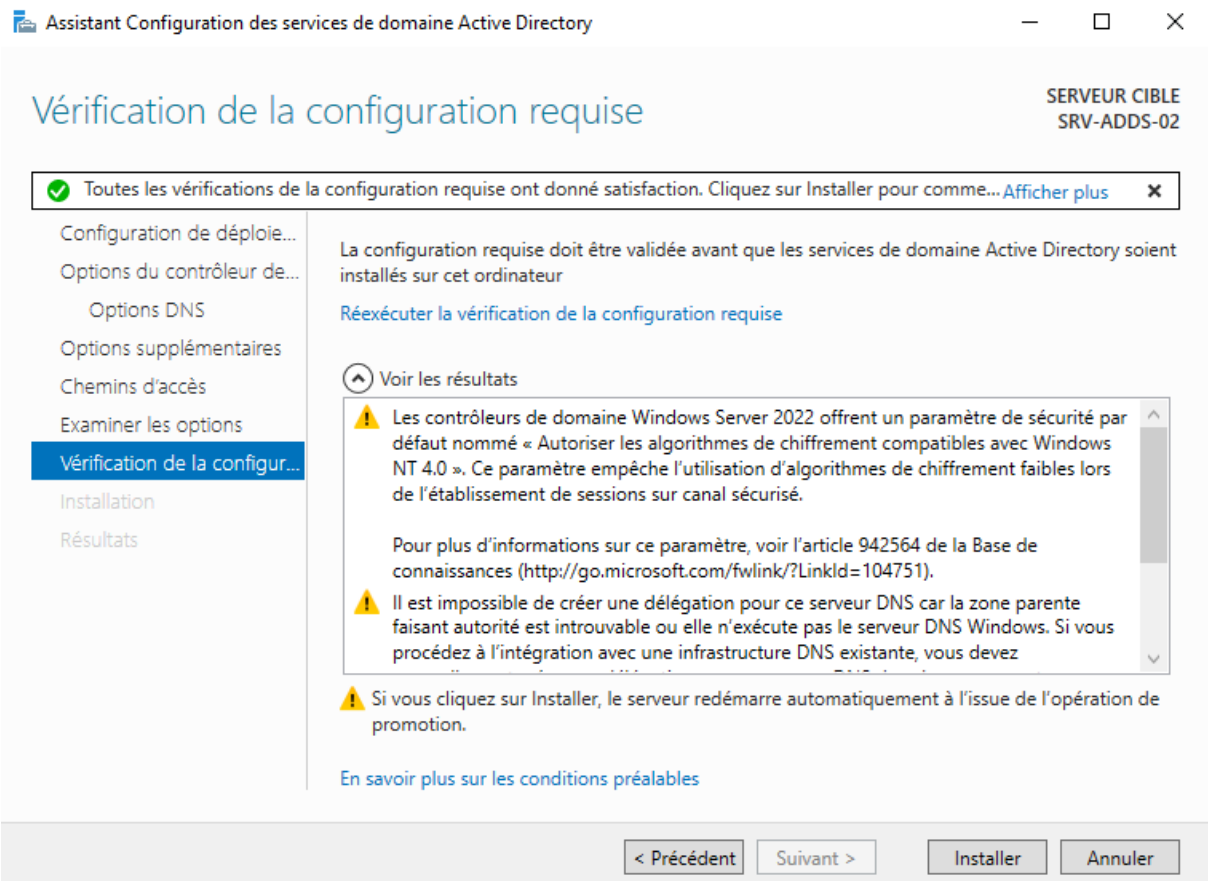 Assistant Configuration des services de domaine Active Directory
Vérification de la configuration requise
SERVEUR CIBLE
SRV-ADDS-02
Toutes les vérifications de la configuration requise ont donné satisfaction. Cliquez sur Installer pour comme... Afficher plus
Configuration de déploie...
Options du contrôleur de...
Options DNS
Options supplémentaires
Chemins d'accès
Examiner les options
Vérification de la configur...
Installation
Résultats
La configuration requise doit être validée avant que les services de domaine Active Directory soient
installés sur cet ordinateur
Réexécuter la vérification de la configuration requise
Voir les résultats
Les contrôleurs de domaine Windows Server 2022 offrent un paramètre de sécurité par
défaut nommé « Autoriser les algorithmes de chiffrement compatibles avec Windows
NT 4.0 ». Ce paramètre empêche l'utilisation d'algorithmes de chiffrement faibles lors
de l'établissement de sessions sur canal sécurisé.
Pour plus d'informations sur ce paramètre, voir l'article 942564 de la Base de
connaissances (http://go.microsoft.com/fwlink/?LinkId=104751).
Il est impossible de créer une délégation pour ce serveur DNS car la zone parente
faisant autorité est introuvable ou elle n'exécute pas le serveur DNS Windows. Si vous
procédez à l'intégration avec une infrastructure DNS existante, vous devez
Si vous cliquez sur Installer, le serveur redémarre automatiquement à l'issue de l'opération de
promotion.
En savoir plus sur les conditions préalables
< Précédent
Suivant >
Installer
Annuler